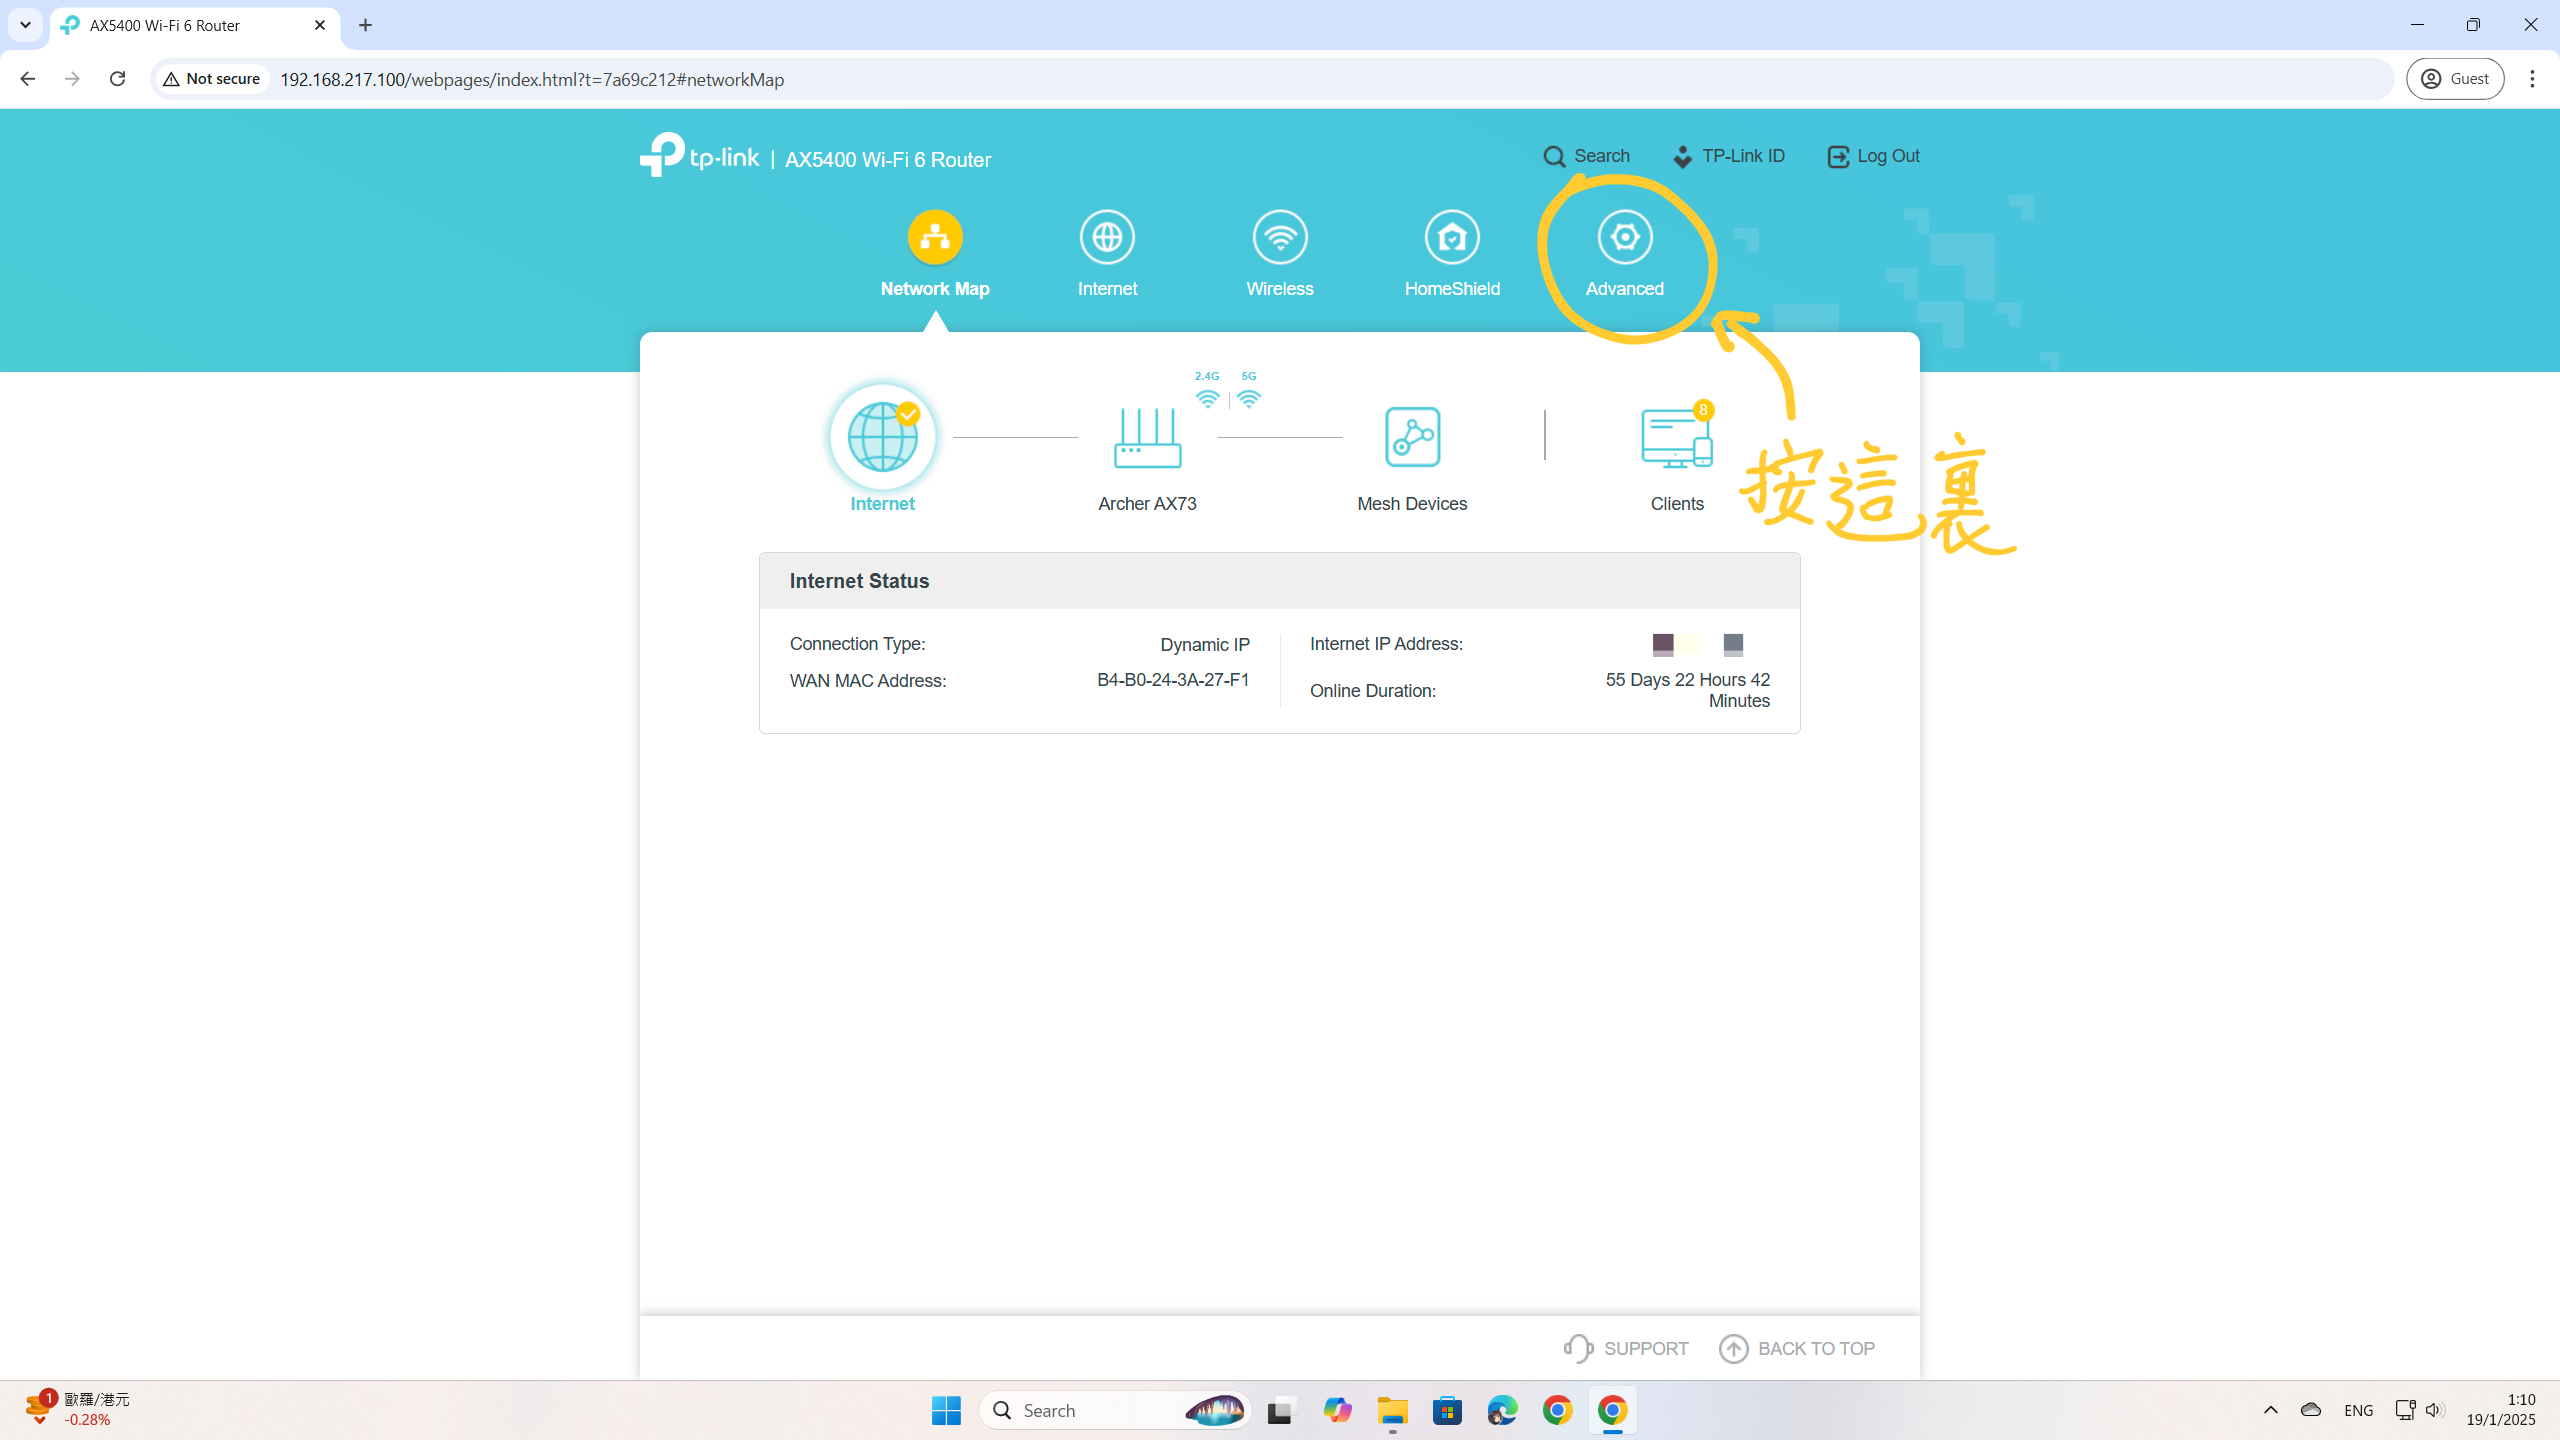 AX5400 Wi-Fi 6 Router
Not secure 192.168.217.100/webpages/index.html?t=7a69c212#networkMap
Guest
tp-link | AX5400 Wi-Fi 6 Router
Search TP-Link ID Log Out
Network Map Internet Wireless HomeShield Advanced
2.4G 5G
8
Internet Archer AX73 Mesh Devices Clients
按這裏
Internet Status
Connection Type: Dynamic IP
WAN MAC Address: B4-B0-24-3A-27-F1
Internet IP Address:
Online Duration: 55 Days 22 Hours 42
Minutes
SUPPORT BACK TO TOP
1
歐羅/港元
-0.28%
Search
ENG
1:10
19/1/2025